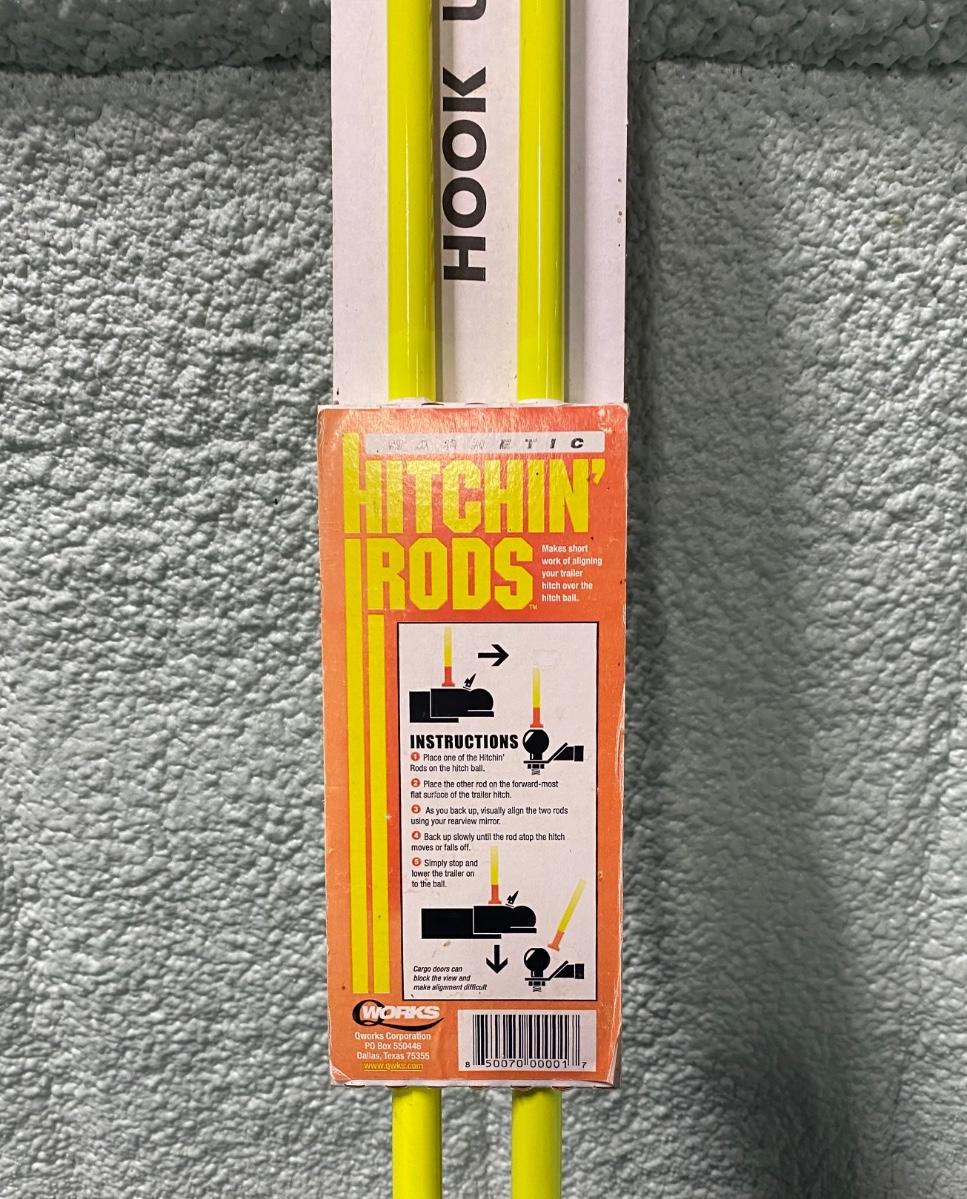 HOOK U
MAGNETIC
HITCHIN'
RODS™
Makes short
work of aligning
your trailer
hitch over the
hitch ball.
INSTRUCTIONS
1 Place one of the Hitchin'
Rods on the hitch ball.
2 Place the other rod on the forward-most
flat surface of the trailer hitch.
3 As you back up, visually align the two rods
using your rearview mirror.
4 Back up slowly until the rod atop the hitch
moves or falls off.
5 Simply stop and
lower the trailer on
to the ball.
Cargo doors can
block the view and
make alignment difficult
QWORKS
Qworks Corporation
PO Box 550446
Dallas, Texas 75355
www.qwks.com
8 50070 00001 7